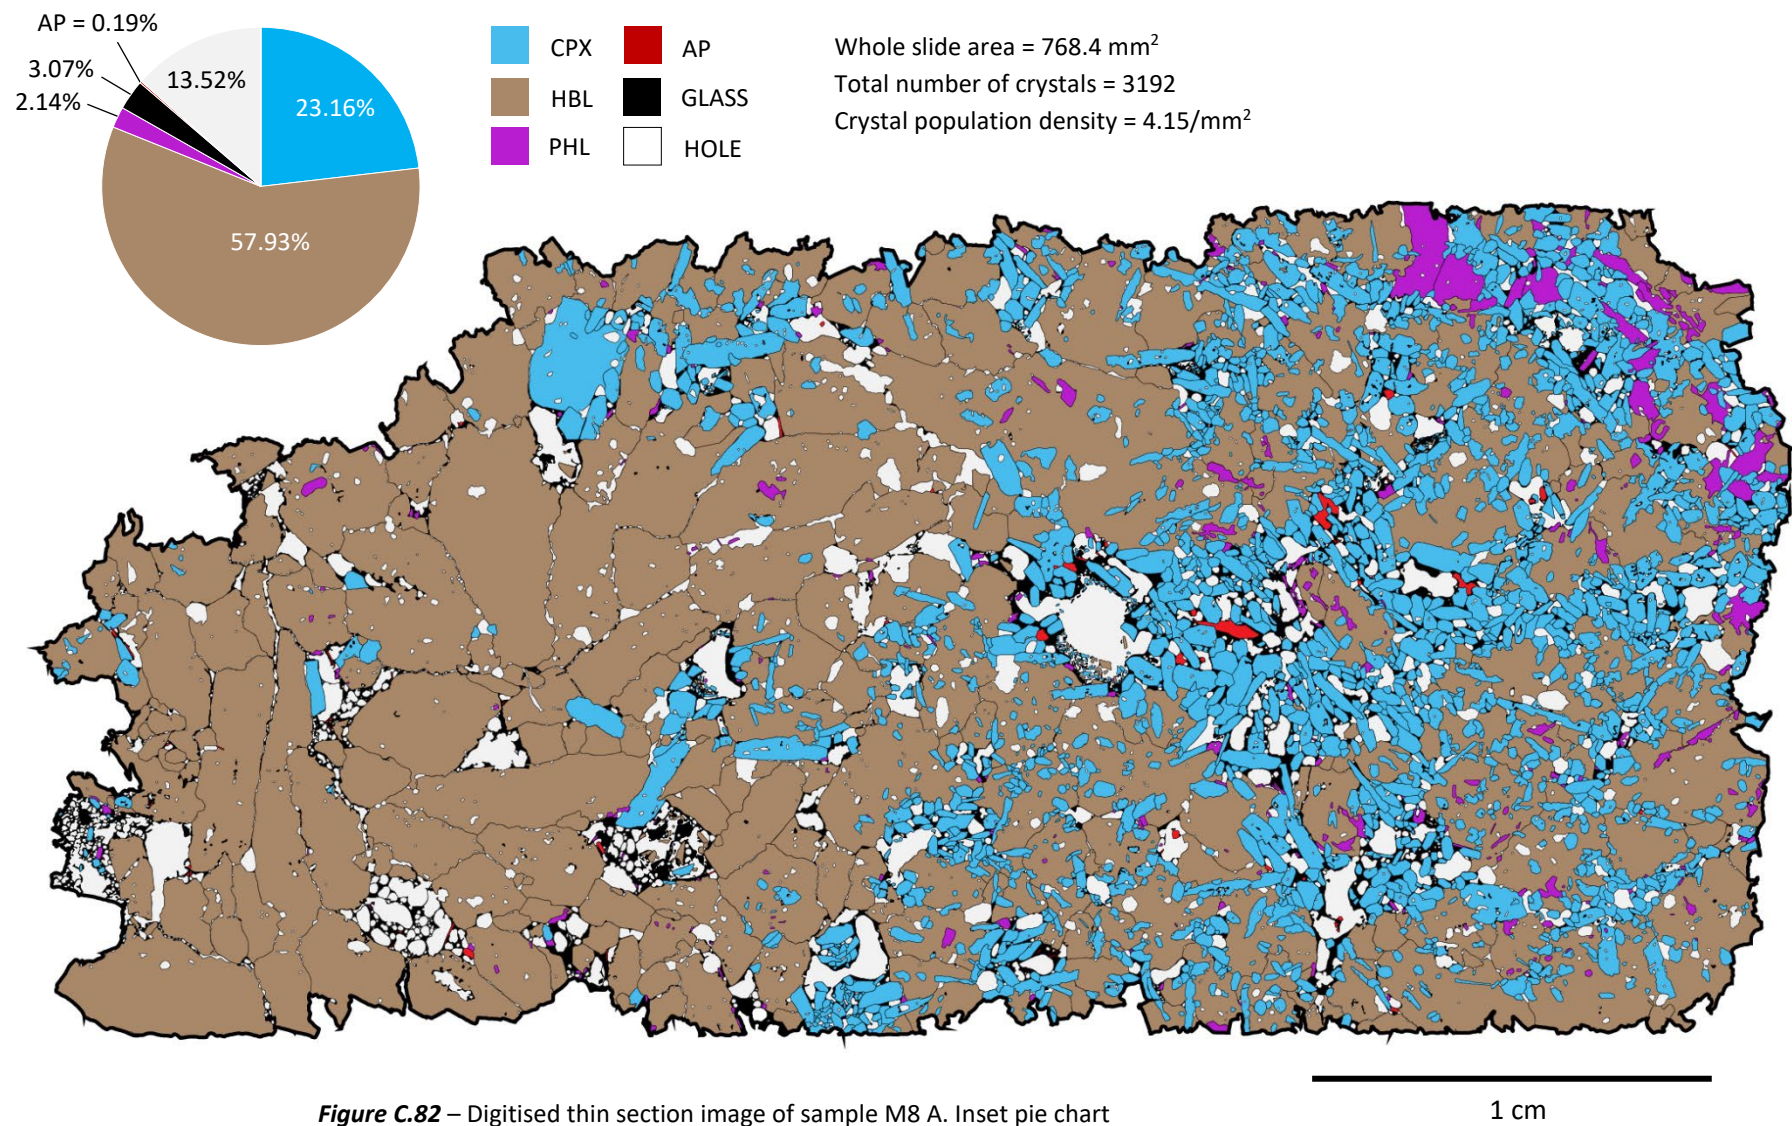 AP = 0.19%
3.07%
2.14%
13.52%
23.16%
57.93%
CPX
AP
HBL
GLASS
PHL
HOLE
Whole slide area = 768.4 mm²
Total number of crystals = 3192
Crystal population density = 4.15/mm²
1 cm
Figure C.82 – Digitised thin section image of sample M8 A. Inset pie chart